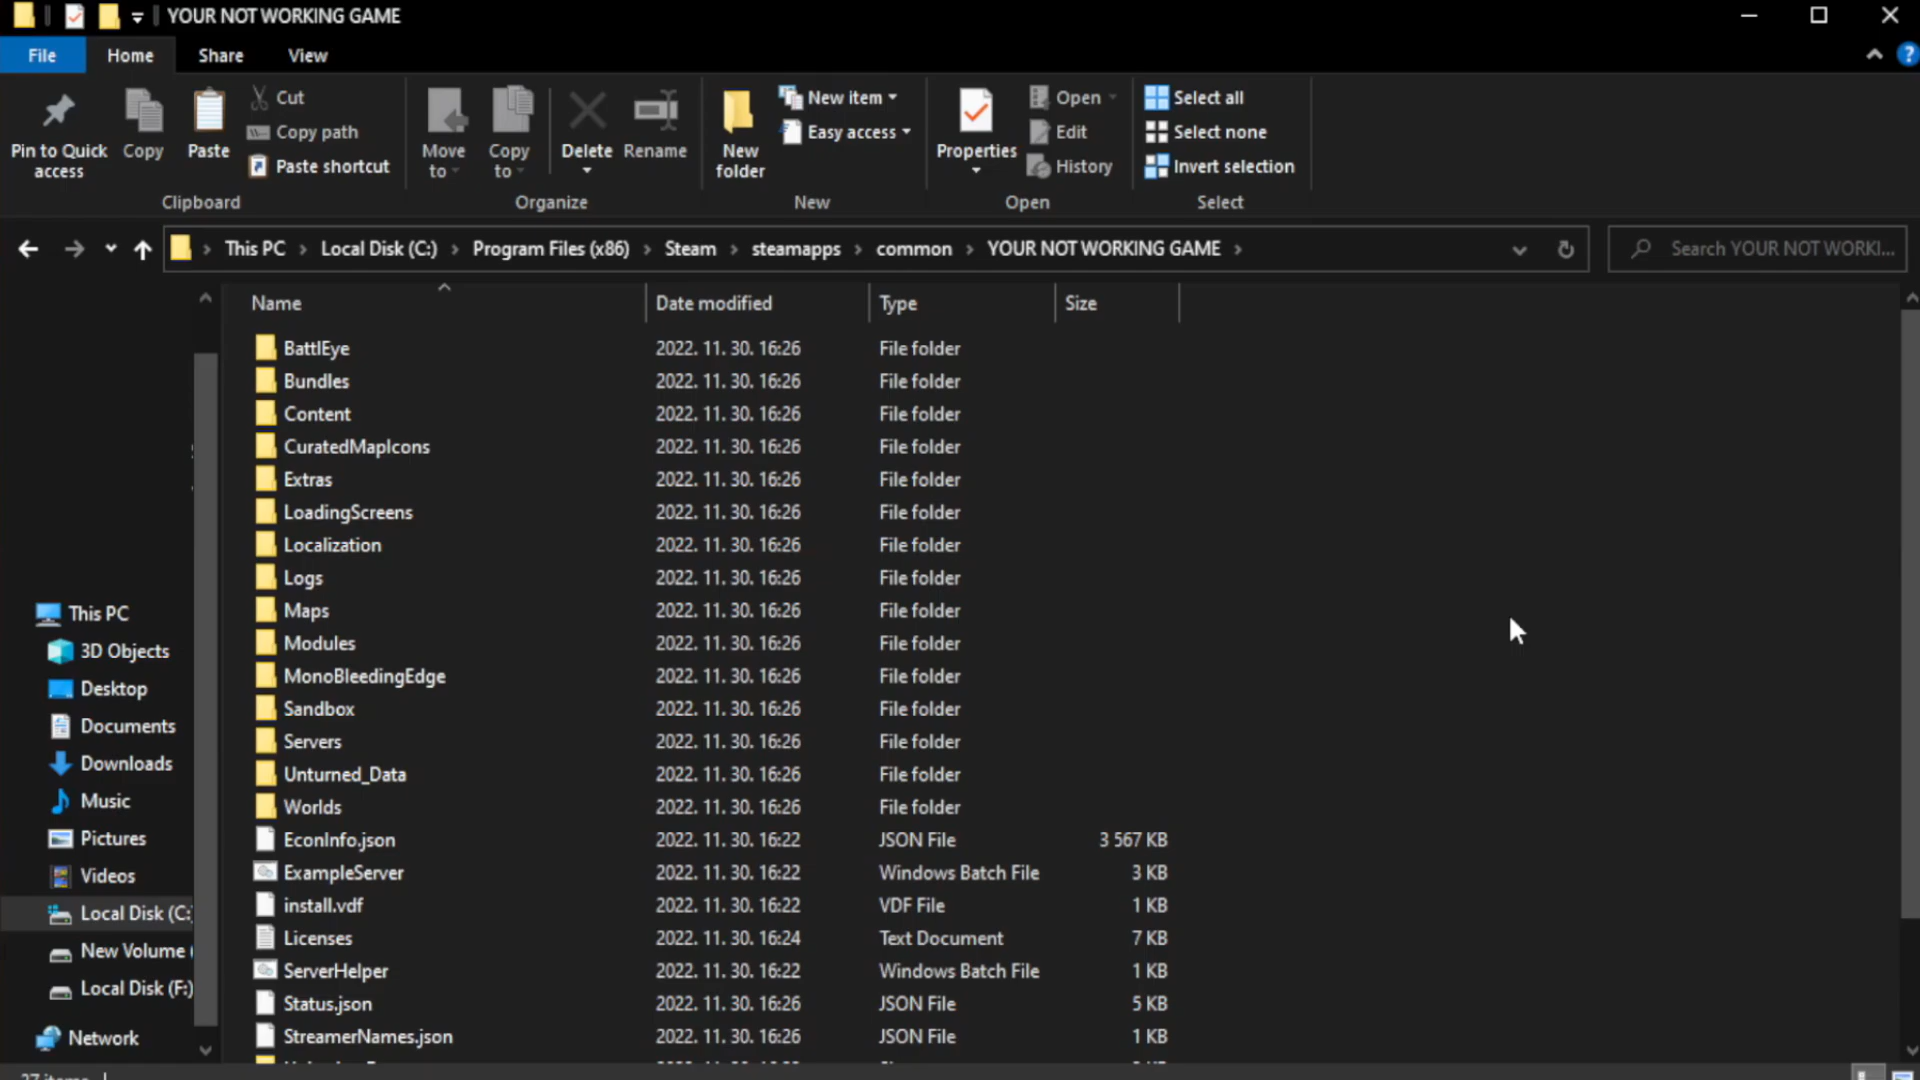 YOUR NOT WORKING GAME
File Home Share View
Pin to Quick access
Copy
Paste
Cut
Copy path
Paste shortcut
Clipboard
Move to
Copy to
Delete
Rename
Organize
New folder
New item
Easy access
New
Properties
Open
Edit
History
Open
Select all
Select none
Invert selection
Select
This PC Local Disk (C:) Program Files (x86) Steam steamapps common YOUR NOT WORKING GAME
Search YOUR NOT WORKI...
Name Date modified Type Size
BattlEye 2022. 11. 30. 16:26 File folder
Bundles 2022. 11. 30. 16:26 File folder
Content 2022. 11. 30. 16:26 File folder
CuratedMapIcons 2022. 11. 30. 16:26 File folder
Extras 2022. 11. 30. 16:26 File folder
LoadingScreens 2022. 11. 30. 16:26 File folder
Localization 2022. 11. 30. 16:26 File folder
Logs 2022. 11. 30. 16:26 File folder
Maps 2022. 11. 30. 16:26 File folder
Modules 2022. 11. 30. 16:26 File folder
MonoBleedingEdge 2022. 11. 30. 16:26 File folder
Sandbox 2022. 11. 30. 16:26 File folder
Servers 2022. 11. 30. 16:26 File folder
Unturned_Data 2022. 11. 30. 16:26 File folder
Worlds 2022. 11. 30. 16:26 File folder
EconInfo.json 2022. 11. 30. 16:22 JSON File 3 567 KB
ExampleServer 2022. 11. 30. 16:22 Windows Batch File 3 KB
install.vdf 2022. 11. 30. 16:22 VDF File 1 KB
Licenses 2022. 11. 30. 16:24 Text Document 7 KB
ServerHelper 2022. 11. 30. 16:22 Windows Batch File 1 KB
Status.json 2022. 11. 30. 16:26 JSON File 5 KB
StreamerNames.json 2022. 11. 30. 16:26 JSON File 1 KB
This PC
3D Objects
Desktop
Documents
Downloads
Music
Pictures
Videos
Local Disk (C:)
New Volume (
Local Disk (F:)
Network